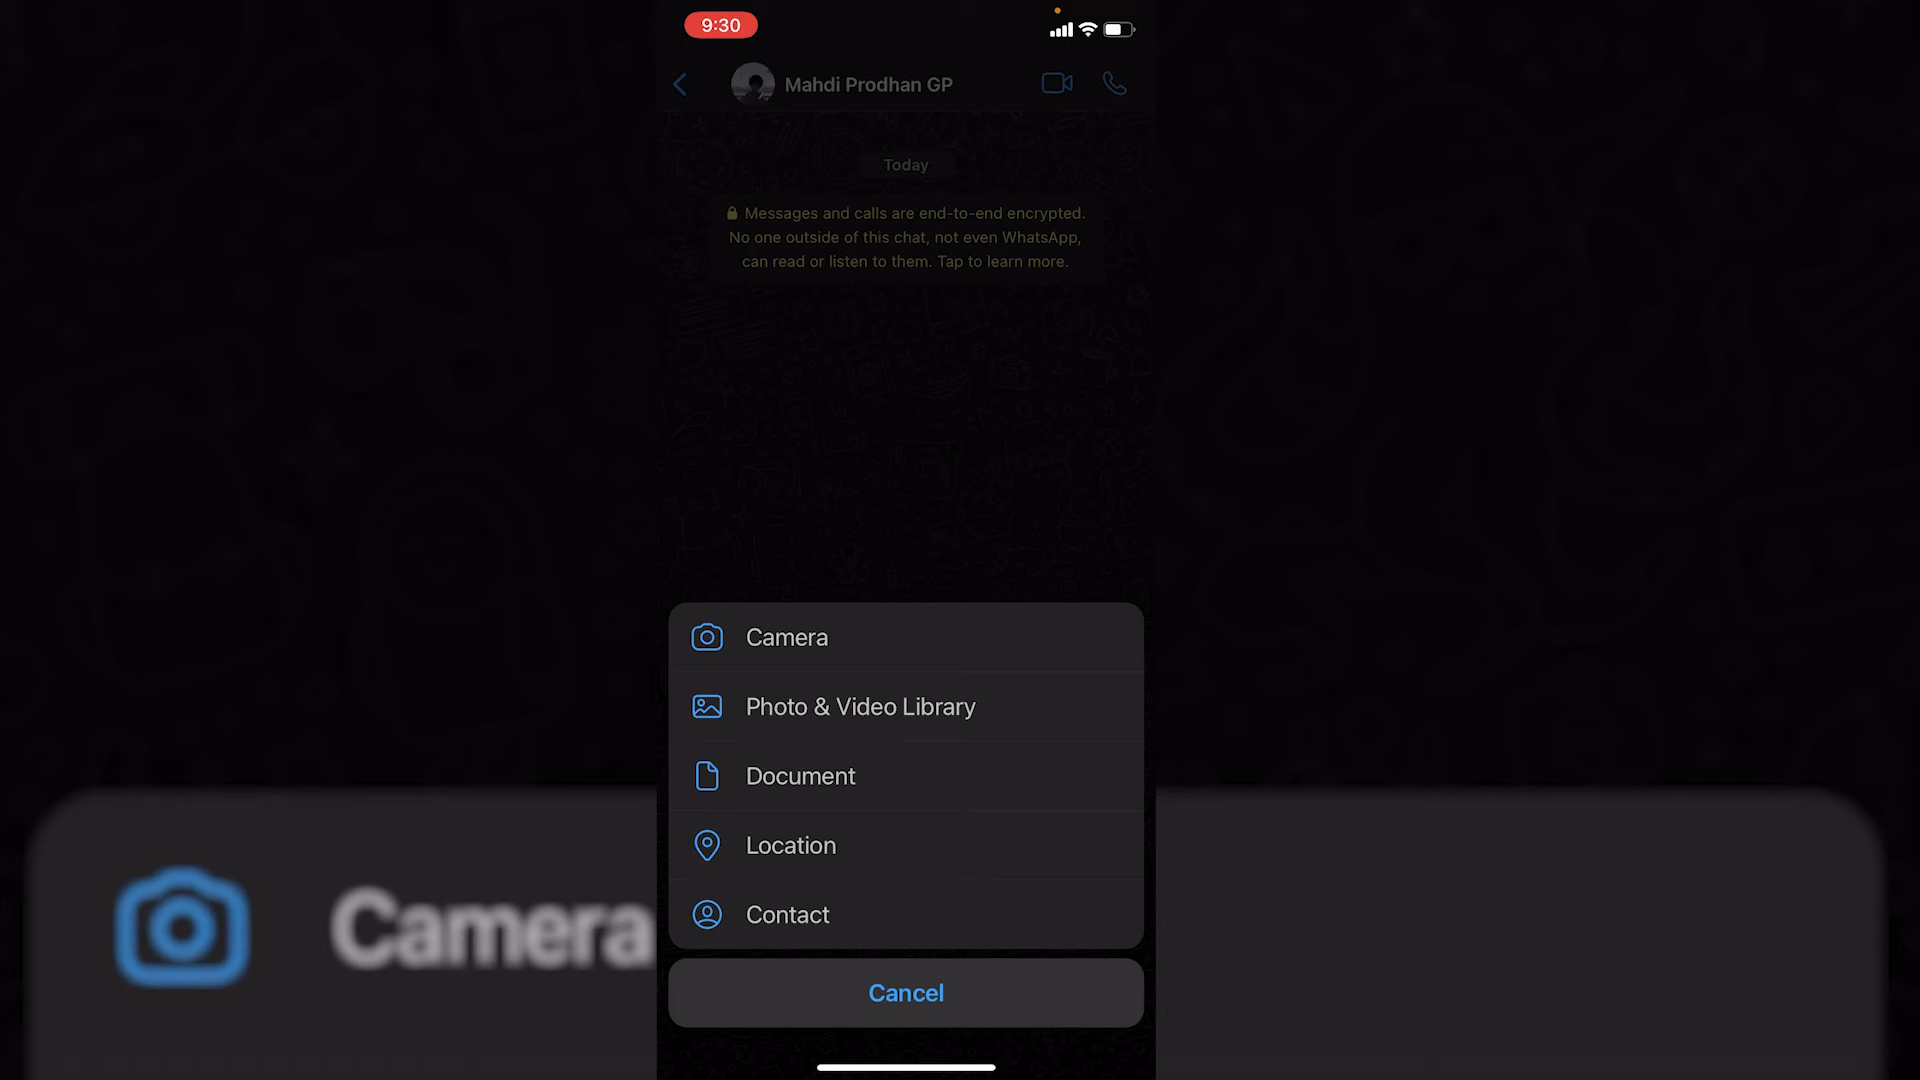 9:30
Mahdi Prodhan GP
Today
Messages and calls are end-to-end encrypted.
No one outside of this chat, not even WhatsApp,
can read or listen to them. Tap to learn more.
Camera
Photo & Video Library
Document
Location
Contact
Camera
Cancel